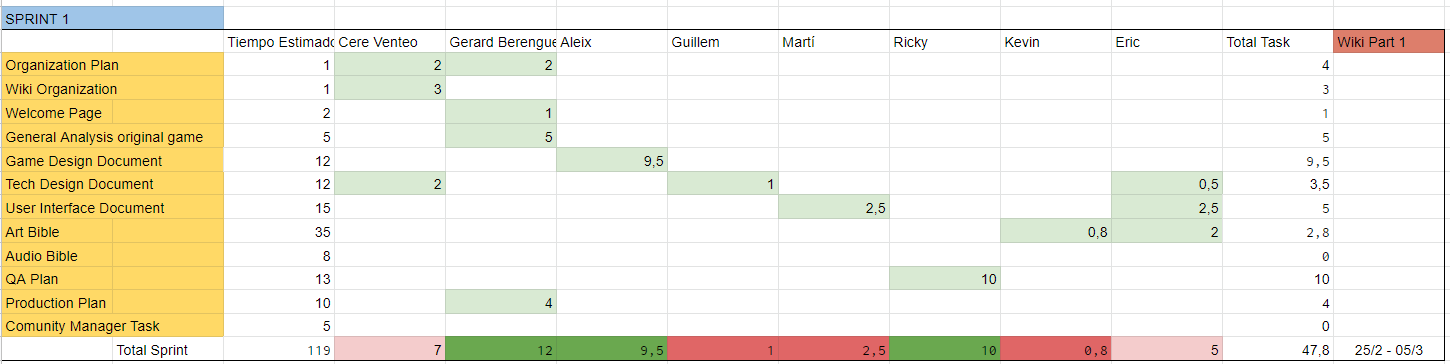 SPRINT 1
Tiempo Estimado Cere Venteo Gerard Berengue Aleix Guillem Martí Ricky Kevin Eric Total Task Wiki Part 1
Organization Plan 1 2 2 4
Wiki Organization 1 3 3
Welcome Page 2 1 1
General Analysis original game 5 5 5
Game Design Document 12 9,5 9,5
Tech Design Document 12 2 1 0,5 3,5
User Interface Document 15 2,5 2,5 5
Art Bible 35 0,8 2 2,8
Audio Bible 8 0
QA Plan 13 10 10
Production Plan 10 4 4
Comunity Manager Task 5 0
Total Sprint 119 7 12 9,5 1 2,5 10 0,8 5 47,8 25/2 - 05/3